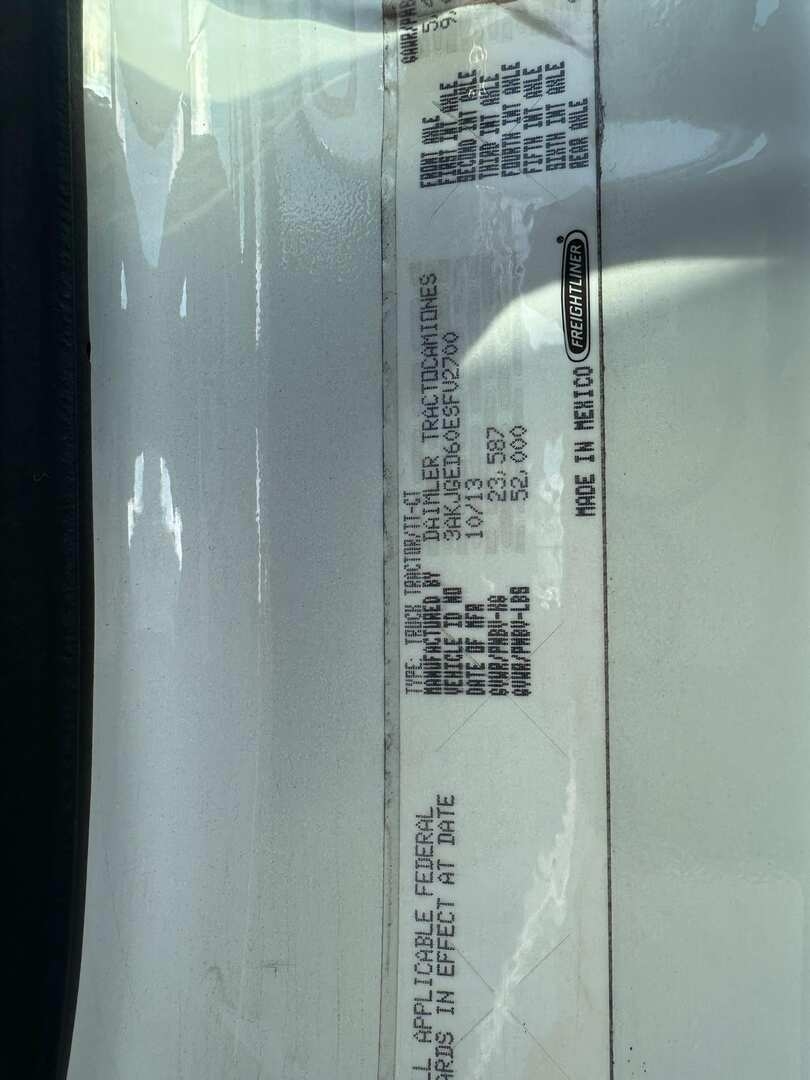 LL APPLICABLE FEDERAL
ARDS IN EFFECT AT DATE
TYPE: TRUCK TRACTOR/TT-CT
MANUFACTURED BY DAIMLER TRACTOCAMIONES
VEHICLE ID NO 3AKJGED60ESFV2700
DATE OF MFR 10/13
GVWR/PNBV-KG 23,587
GVWR/PNBV-LBS 52,000
MADE IN MEXICO FREIGHTLINER®
GAWR/PNBE
FRONT AXLE
FIRST INT AXLE
SECOND INT AXLE
THIRD INT AXLE
FOURTH INT AXLE
FIFTH INT AXLE
SIXTH INT AXLE
REAR AXLE